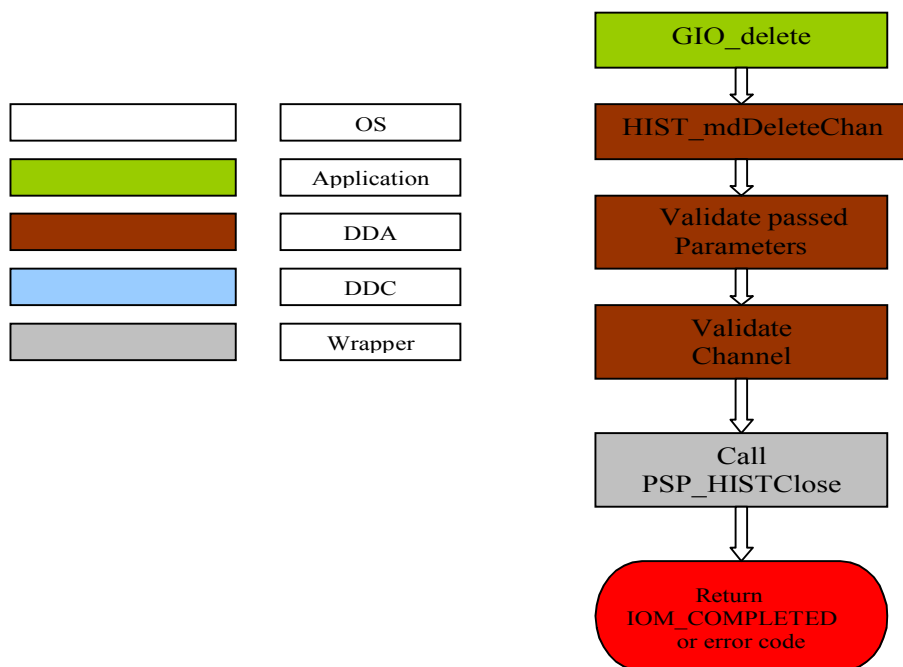 OS
Application
DDA
DDC
Wrapper
GIO_delete
HIST_mdDeleteChan
Validate passed
Parameters
Validate
Channel
Call
PSP_HISTClose
Return
IOM_COMPLETED
or error code